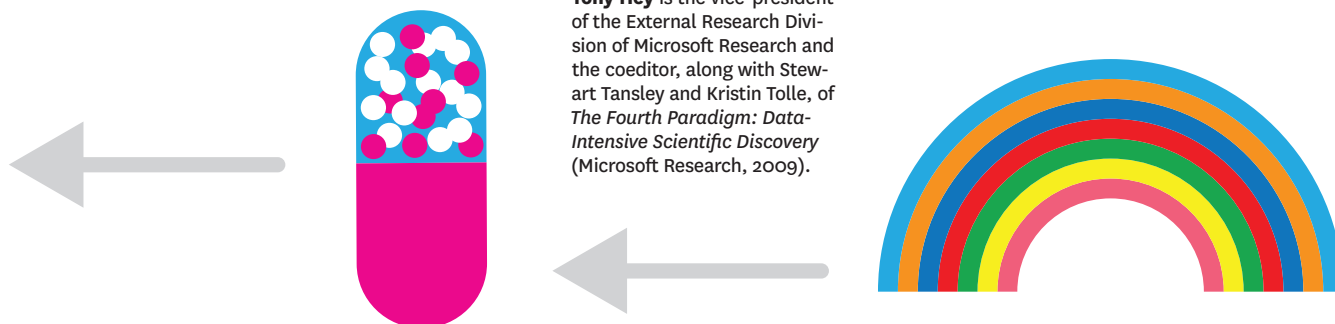 Tony Hey is the vice president
of the External Research Divi-
sion of Microsoft Research and
the coeditor, along with Stew-
art Tansley and Kristin Tolle, of
The Fourth Paradigm: Data-
Intensive Scientific Discovery
(Microsoft Research, 2009).